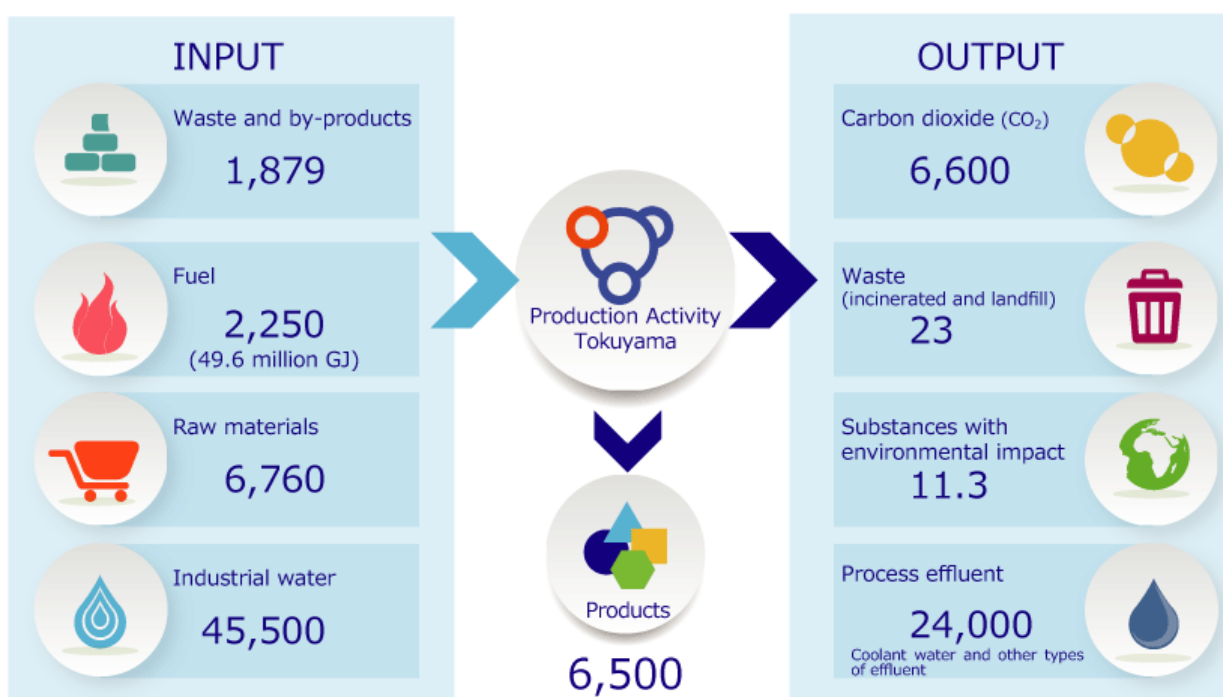 INPUT
Waste and by-products
1,879
Fuel
2,250
(49.6 million GJ)
Raw materials
6,760
Industrial water
45,500
Production Activity
Tokuyama
Products
6,500
OUTPUT
Carbon dioxide (CO₂)
6,600
Waste
(incinerated and landfill)
23
Substances with
environmental impact
11.3
Process effluent
24,000
Coolant water and other types
of effluent